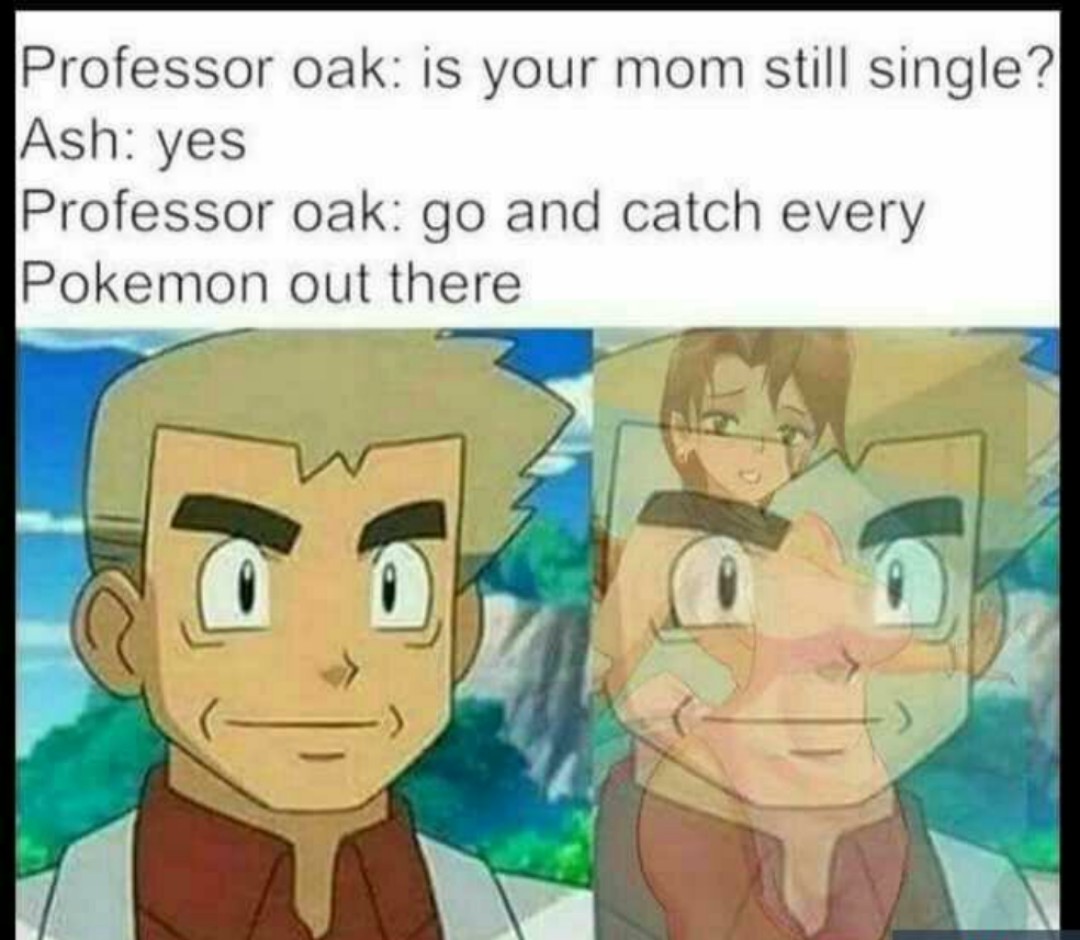 Professor oak: is your mom still single?
Ash: yes
Professor oak: go and catch every
Pokemon out there